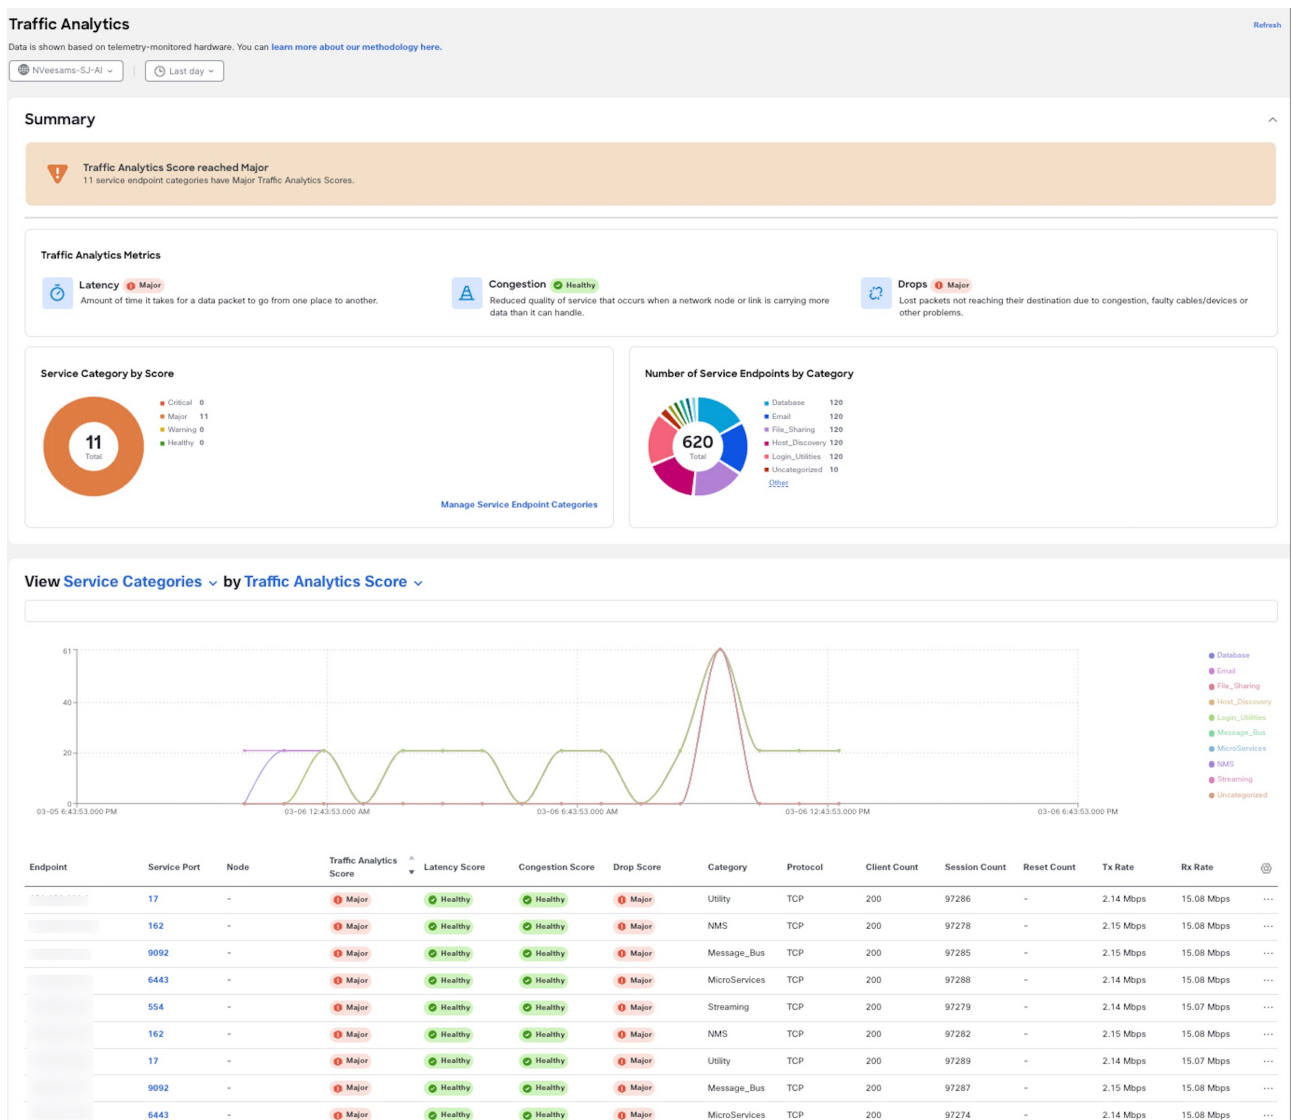 Traffic Analytics
Refresh
Data is shown based on telemetry-monitored hardware. You can learn more about our methodology here.
NVeesams-SJ-AI
Last day
Summary
Traffic Analytics Score reached Major
11 service endpoint categories have Major Traffic Analytics Scores.
Traffic Analytics Metrics
Latency Major
Amount of time it takes for a data packet to go from one place to another.
Congestion Healthy
Reduced quality of service that occurs when a network node or link is carrying more
data than it can handle.
Drops Major
Lost packets not reaching their destination due to congestion, faulty cables/devices or
other problems.
Service Category by Score
11
Total
Critical 0
Major 11
Warning 0
Healthy 0
Manage Service Endpoint Categories
Number of Service Endpoints by Category
620
Total
Database 120
Email 120
File_Sharing 120
Host_Discovery 120
Login_Utilities 120
Uncategorized 10
Other
View Service Categories by Traffic Analytics Score
61
40
20
0
03-05 6:43:53.000 PM
03-06 12:43:53.000 AM
03-06 6:43:53.000 AM
03-06 12:43:53.000 PM
03-06 6:43:53.000 PM
Database
Email
File_Sharing
Host_Discovery
Login_Utilities
Message_Bus
MicroServices
NMS
Streaming
Uncategorized
Endpoint Service Port Node Traffic Analytics Score Latency Score Congestion Score Drop Score Category Protocol Client Count Session Count Reset Count Tx Rate Rx Rate
17 - Major Healthy Healthy Major Utility TCP 200 97286 - 2.14 Mbps 15.08 Mbps ...
162 - Major Healthy Healthy Major NMS TCP 200 97278 - 2.15 Mbps 15.08 Mbps ...
9092 - Major Healthy Healthy Major Message_Bus TCP 200 97285 - 2.15 Mbps 15.08 Mbps ...
6443 - Major Healthy Healthy Major MicroServices TCP 200 97288 - 2.14 Mbps 15.08 Mbps ...
554 - Major Healthy Healthy Major Streaming TCP 200 97279 - 2.14 Mbps 15.07 Mbps ...
162 - Major Healthy Healthy Major NMS TCP 200 97282 - 2.15 Mbps 15.08 Mbps ...
17 - Major Healthy Healthy Major Utility TCP 200 97289 - 2.14 Mbps 15.07 Mbps ...
9092 - Major Healthy Healthy Major Message_Bus TCP 200 97287 - 2.15 Mbps 15.08 Mbps ...
6443 - Major Healthy Healthy Major MicroServices TCP 200 97274 - 2.14 Mbps 15.08 Mbps ...